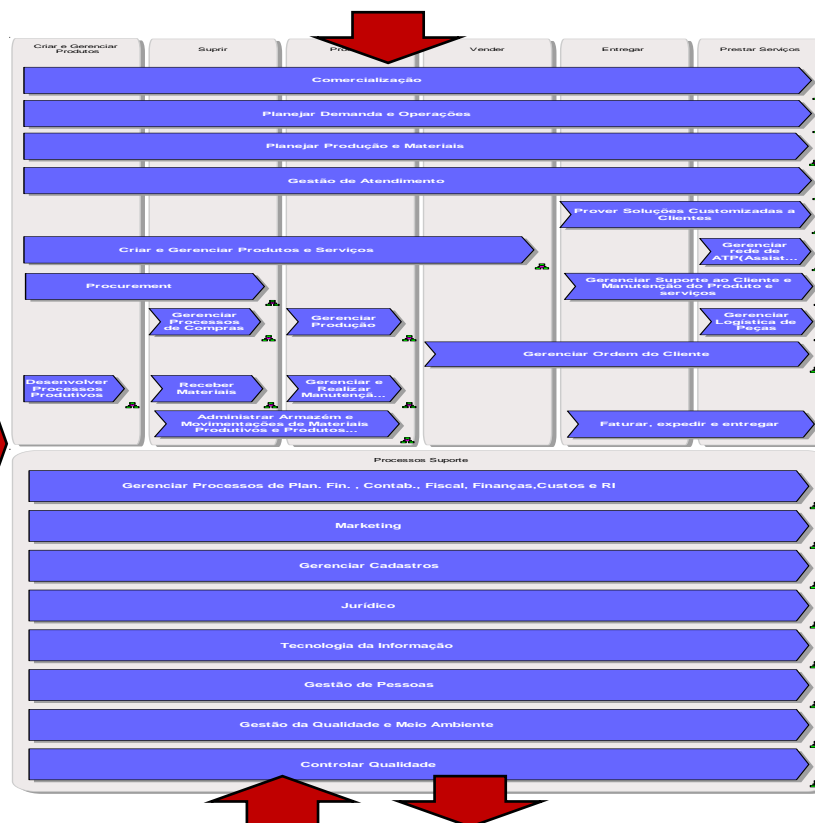 Criar e Gerenciar
Produtos
Suprir
Vender
Entregar
Prestar Serviços
Comercialização
Planejar Demanda e Operações
Planejar Produção e Materiais
Gestão de Atendimento
Prover Soluções Customizadas a
Clientes
Criar e Gerenciar Produtos e Serviços
Gerenciar
rede de
ATP(Assist...
Procurement
Gerenciar Suporte ao Cliente e
Manutenção do Produto e
serviços
Gerenciar
Processos
de Compras
Gerenciar
Produção
Gerenciar
Logística de
Peças
Gerenciar Ordem do Cliente
Desenvolver
Processos
Produtivos
Receber
Materiais
Gerenciar e
Realizar
Manutençã...
Administrar Armazém e
Movimentações de Materiais
Produtivos e Produtos...
Faturar, expedir e entregar
Processos Suporte
Gerenciar Processos de Plan. Fin. , Contab., Fiscal, Finanças,Custos e RI
Marketing
Gerenciar Cadastros
Jurídico
Tecnologia da Informação
Gestão de Pessoas
Gestão da Qualidade e Meio Ambiente
Controlar Qualidade